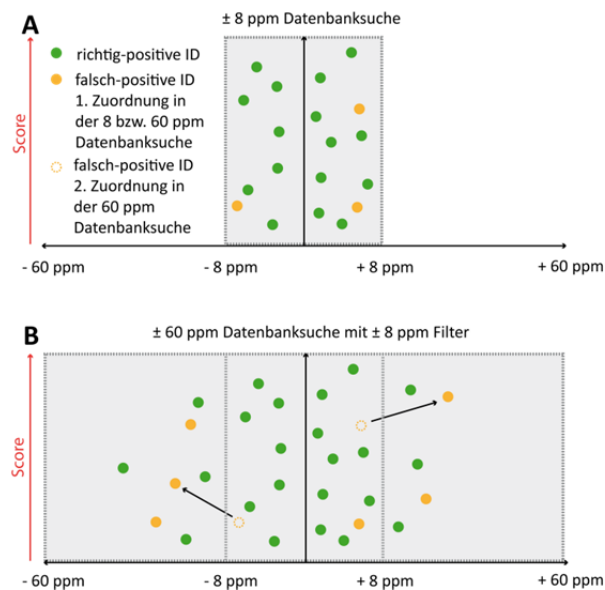 A
± 8 ppm Datenbanksuche
Score
richtig-positive ID
falsch-positive ID
1. Zuordnung in
der 8 bzw. 60 ppm
Datenbanksuche
falsch-positive ID
2. Zuordnung in
der 60 ppm
Datenbanksuche
- 60 ppm
- 8 ppm
+ 8 ppm
+ 60 ppm
B
± 60 ppm Datenbanksuche mit ± 8 ppm Filter
Score
- 60 ppm
- 8 ppm
+ 8 ppm
+ 60 ppm